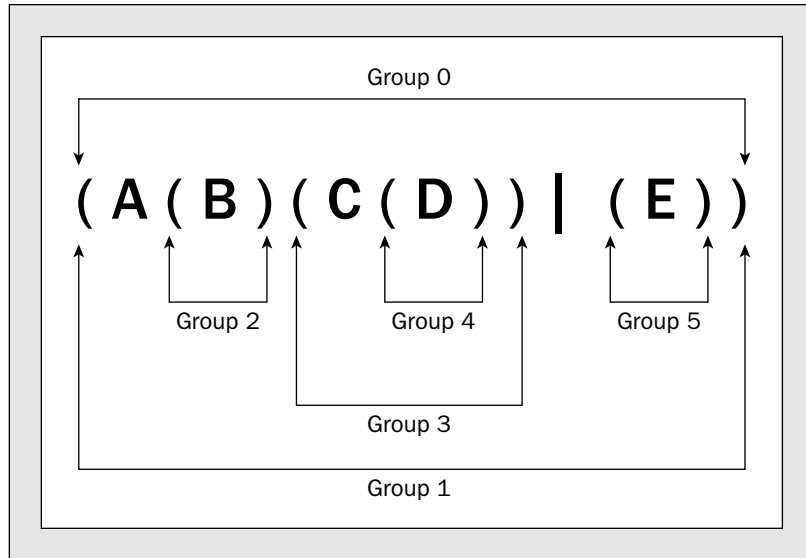 Group 0
( A ( B ) ( C ( D ) ) | ( E ) )
Group 2 Group 4 Group 5
Group 3
Group 1